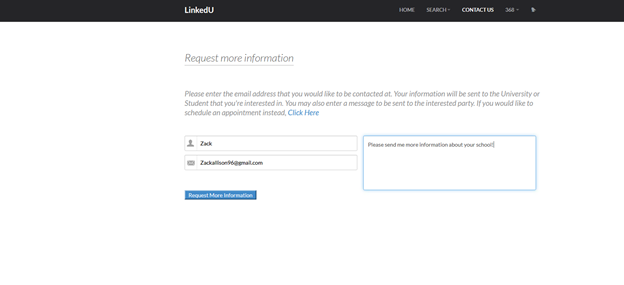 LinkedU HOME SEARCH CONTACT US 368
Request more information
Please enter the email address that you would like to be contacted at. Your information will be sent to the University or
Student that you're interested in. You may also enter a message to be sent to the interested party. If you would like to
schedule an appointment instead, Click Here
Zack
Please send me more information about your school!
Zackallson96@gmail.com
Request More Information